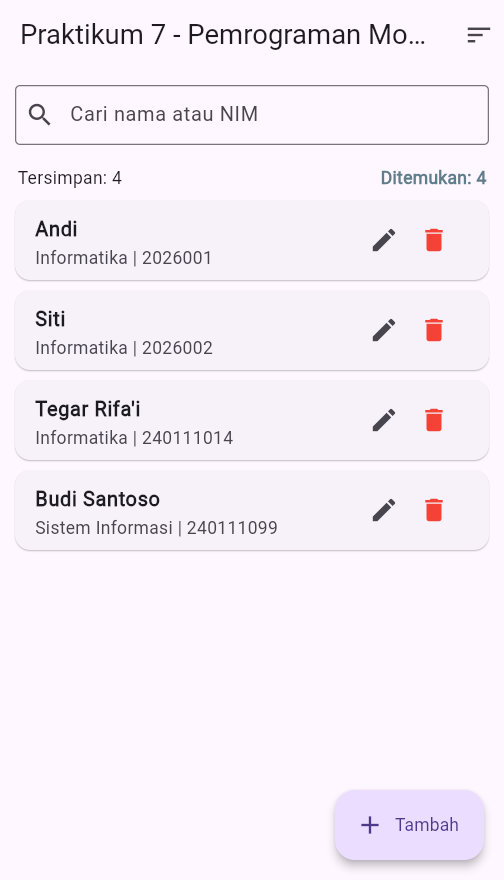 Praktikum 7 - Pemrograman Mo...
Cari nama atau NIM
Tersimpan: 4
Ditemukan: 4
Andi
Informatika | 2026001
Siti
Informatika | 2026002
Tegar Rifa'i
Informatika | 240111014
Budi Santoso
Sistem Informasi | 240111099
Tambah